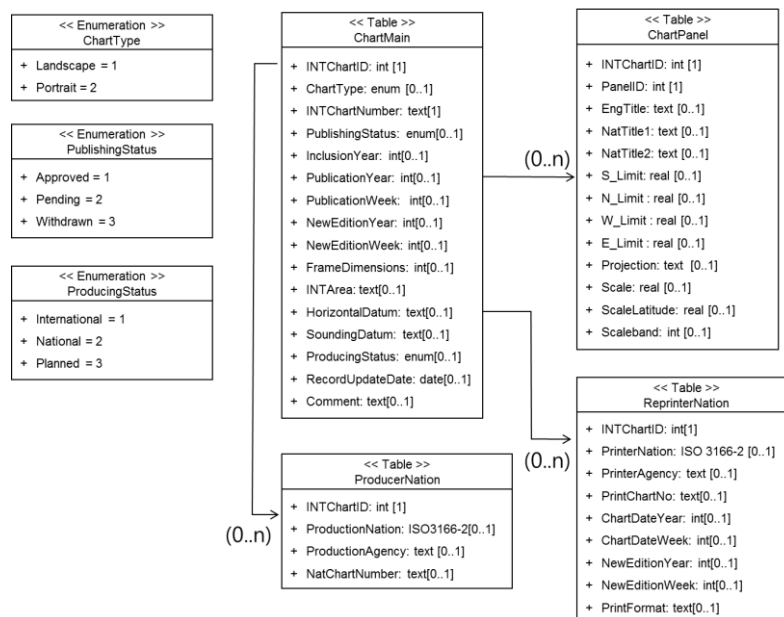 << Enumeration >>
ChartType
+ Landscape = 1
+ Portrait = 2
<< Enumeration >>
PublishingStatus
+ Approved = 1
+ Pending = 2
+ Withdrawn = 3
<< Enumeration >>
ProducingStatus
+ International = 1
+ National = 2
+ Planned = 3
<< Table >>
ChartMain
+ INTChartID: int [1]
+ ChartType: enum [0..1]
+ INTChartNumber: text[1]
+ PublishingStatus: enum[0..1]
+ InclusionYear: int[0..1]
+ PublicationYear: int[0..1]
+ PublicationWeek: int[0..1]
+ NewEditionYear: int[0..1]
+ NewEditionWeek: int[0..1]
+ FrameDimensions: int[0..1]
+ INTArea: text[0..1]
+ HorizontalDatum: text[0..1]
+ SoundingDatum: text[0..1]
+ ProducingStatus: enum[0..1]
+ RecordUpdateDate: date[0..1]
+ Comment: text[0..1]
(0..n)
<< Table >>
ProducerNation
+ INTChartID: int [1]
+ ProductionNation: ISO3166-2[0..1]
+ ProductionAgency: text [0..1]
+ NatChartNumber: text[0..1]
(0..n)
<< Table >>
ChartPanel
+ INTChartID: int [1]
+ PanelID: int [1]
+ EngTitle: text [0..1]
+ NatTitle1: text [0..1]
+ NatTitle2: text [0..1]
+ S_Limit: real [0..1]
+ N_Limit : real [0..1]
+ W_Limit : real [0..1]
+ E_Limit : real [0..1]
+ Projection: text [0..1]
+ Scale: real [0..1]
+ ScaleLatitude: real [0..1]
+ Scaleband: int [0..1]
(0..n)
<< Table >>
ReprinterNation
+ INTChartID: int[1]
+ PrinterNation: ISO 3166-2 [0..1]
+ PrinterAgency: text [0..1]
+ PrintChartNo: text[0..1]
+ ChartDateYear: int[0..1]
+ ChartDateWeek: int[0..1]
+ NewEditionYear: int[0..1]
+ NewEditionWeek: int[0..1]
+ PrintFormat: text[0..1]